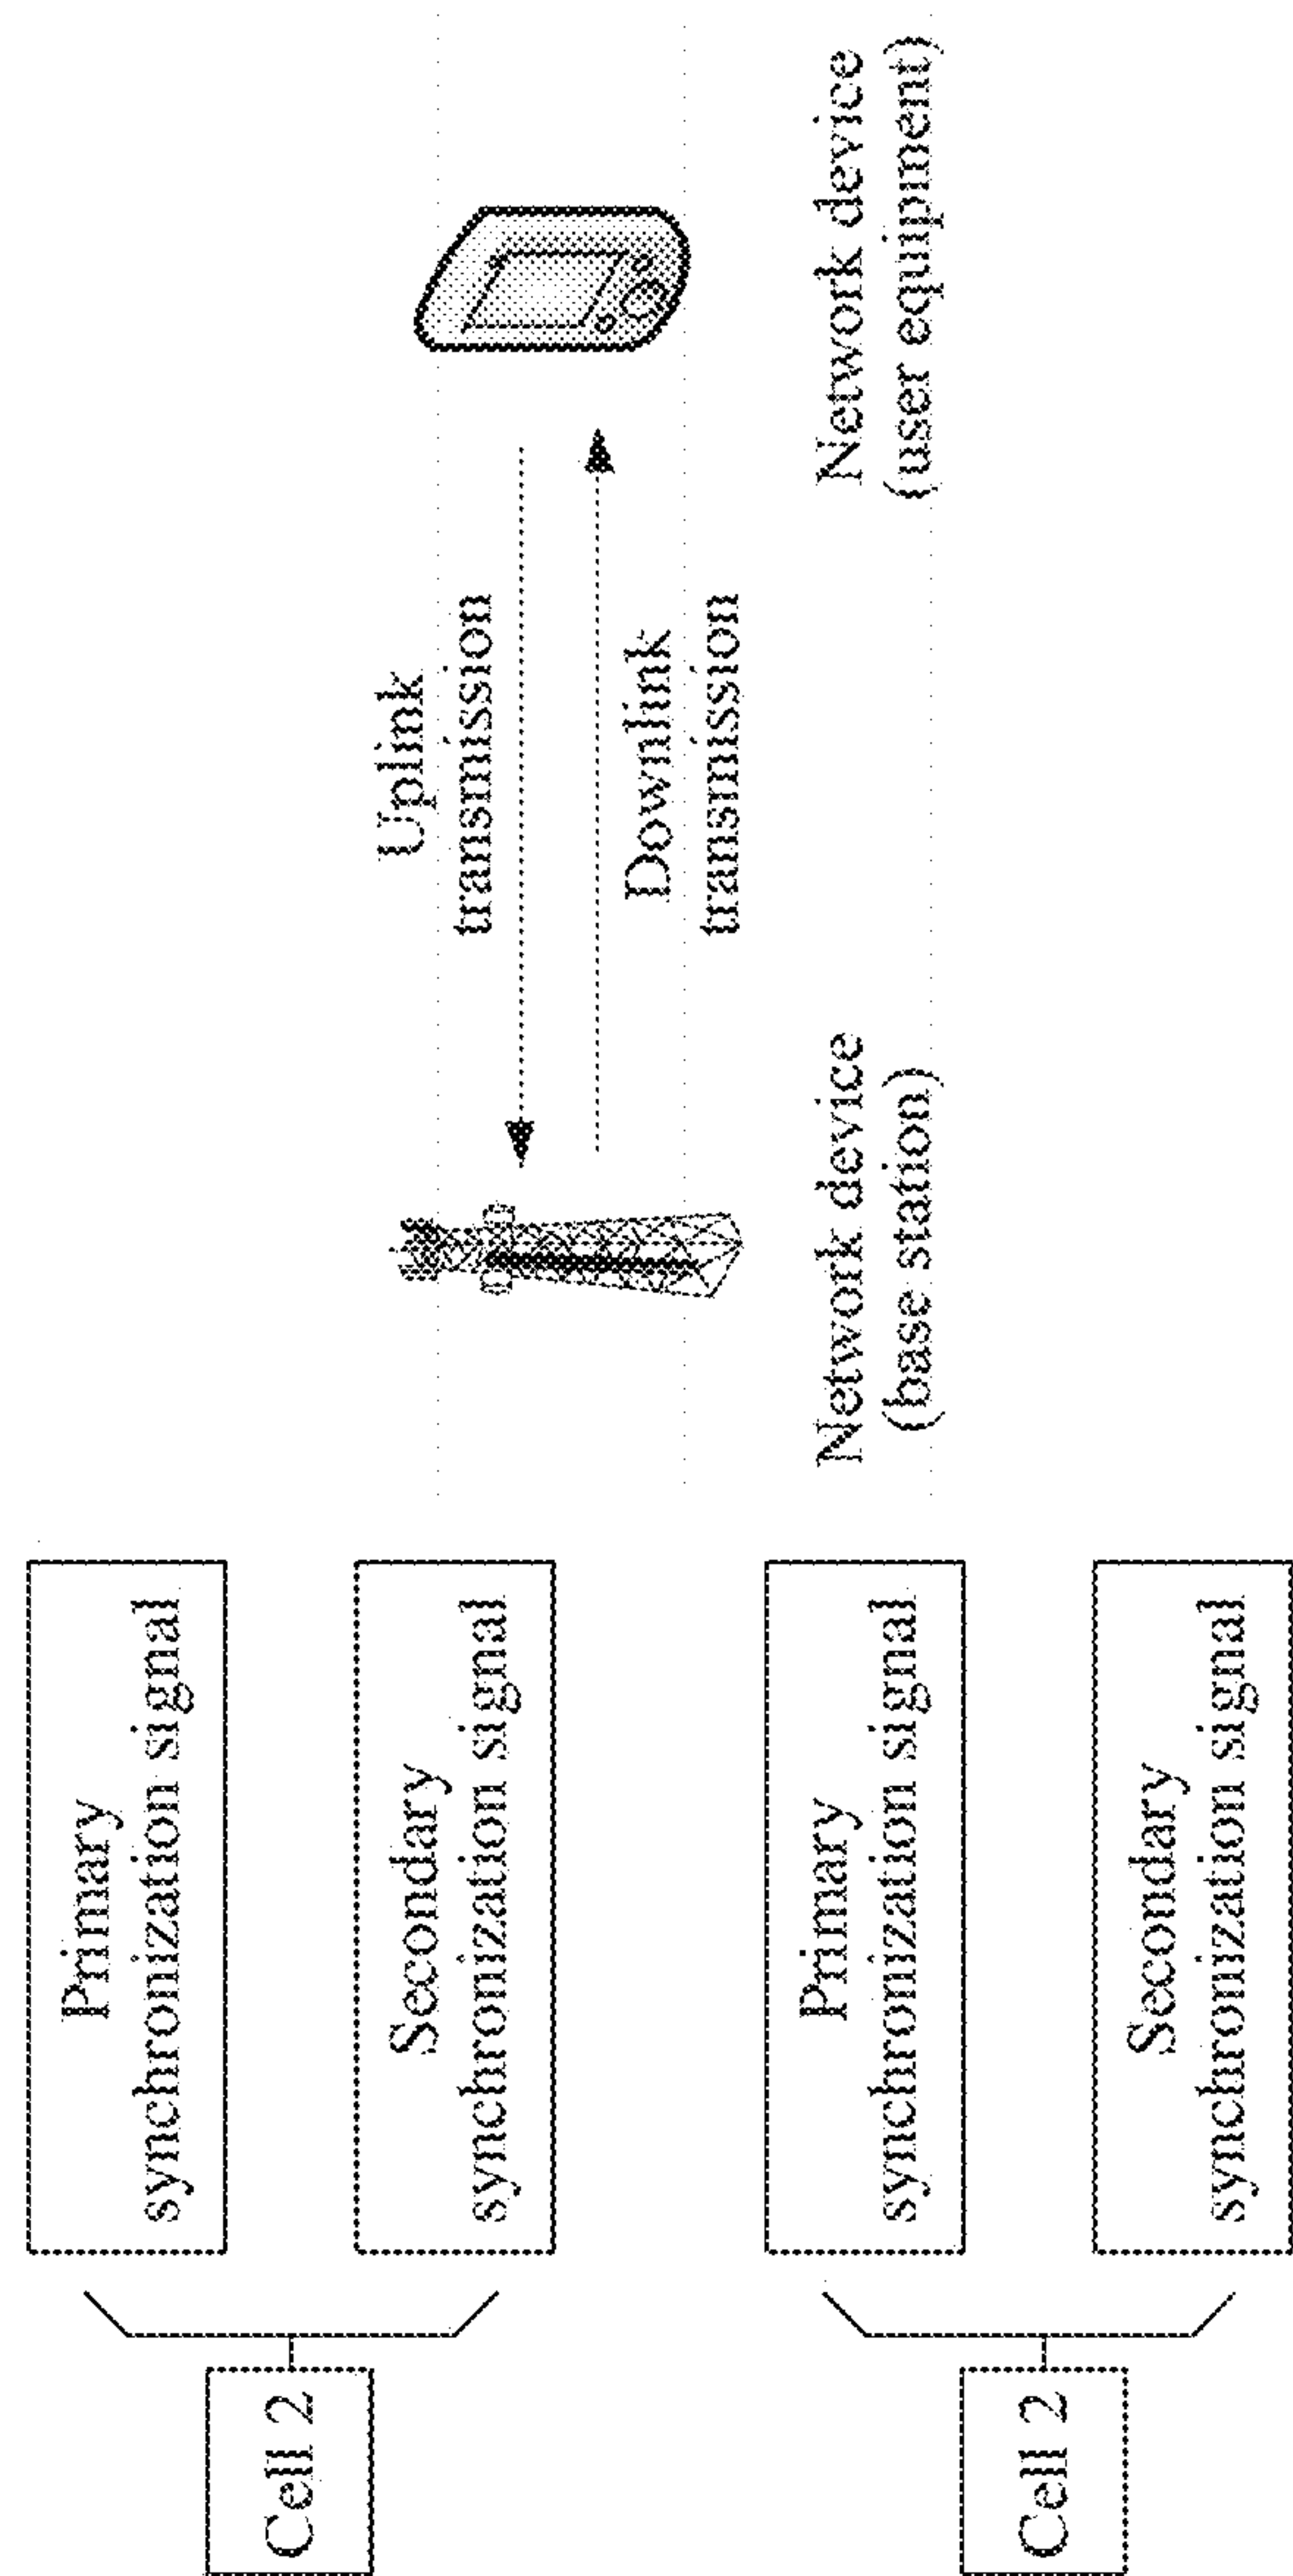 Cell 2
Primary
synchronization signal
Secondary
synchronization signal
Cell 2
Primary
synchronization signal
Secondary
synchronization signal
Uplink
transmission
Downlink
transmission
Network device
(base station)
Network device
(user equipment)